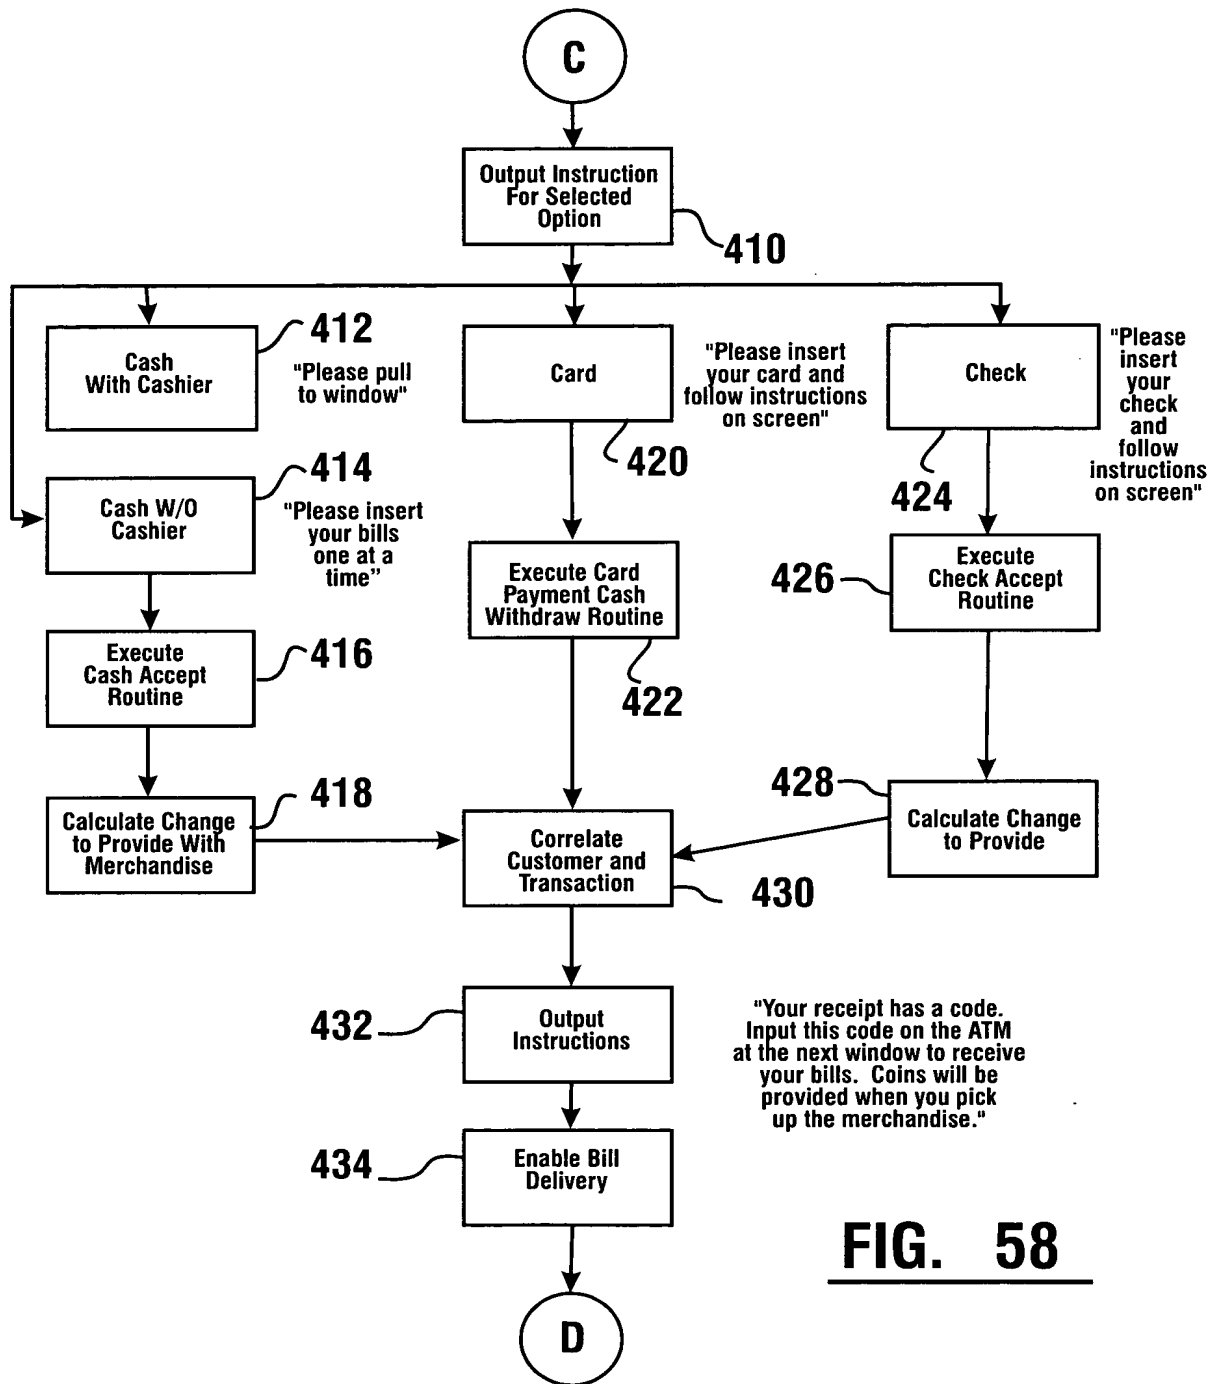 C
Output Instruction
For Selected
Option
410
Cash
With Cashier
412
"Please pull
to window"
Card
"Please insert
your card and
follow instructions
on screen"
420
Check
"Please
insert
your
check
and
follow
instructions
on screen"
424
Cash W/O
Cashier
414
"Please insert
your bills
one at a
time"
Execute Card
Payment Cash
Withdraw Routine
422
426
Execute
Check Accept
Routine
Execute
Cash Accept
Routine
416
Calculate Change
to Provide With
Merchandise
418
Correlate
Customer and
Transaction
430
428
Calculate Change
to Provide
432
Output
Instructions
"Your receipt has a code.
Input this code on the ATM
at the next window to receive
your bills. Coins will be
provided when you pick
up the merchandise."
434
Enable Bill
Delivery
D
FIG. 58